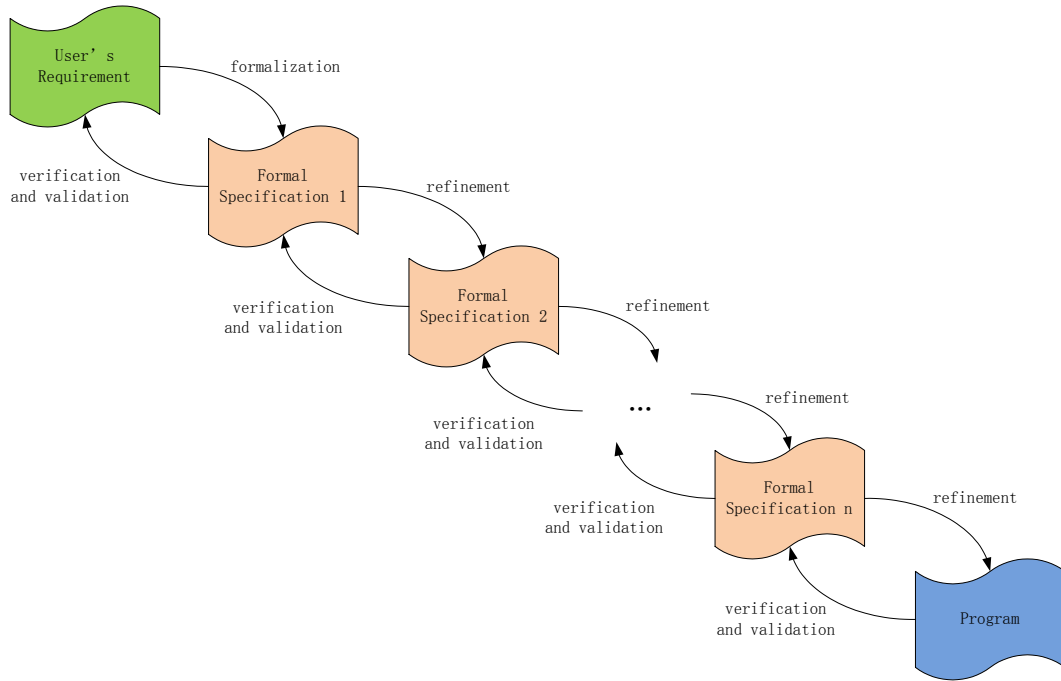 User's
Requirement
formalization
verification
and validation
Formal
Specification 1
refinement
verification
and validation
Formal
Specification 2
refinement
verification
and validation
...
refinement
verification
and validation
Formal
Specification n
refinement
verification
and validation
Program